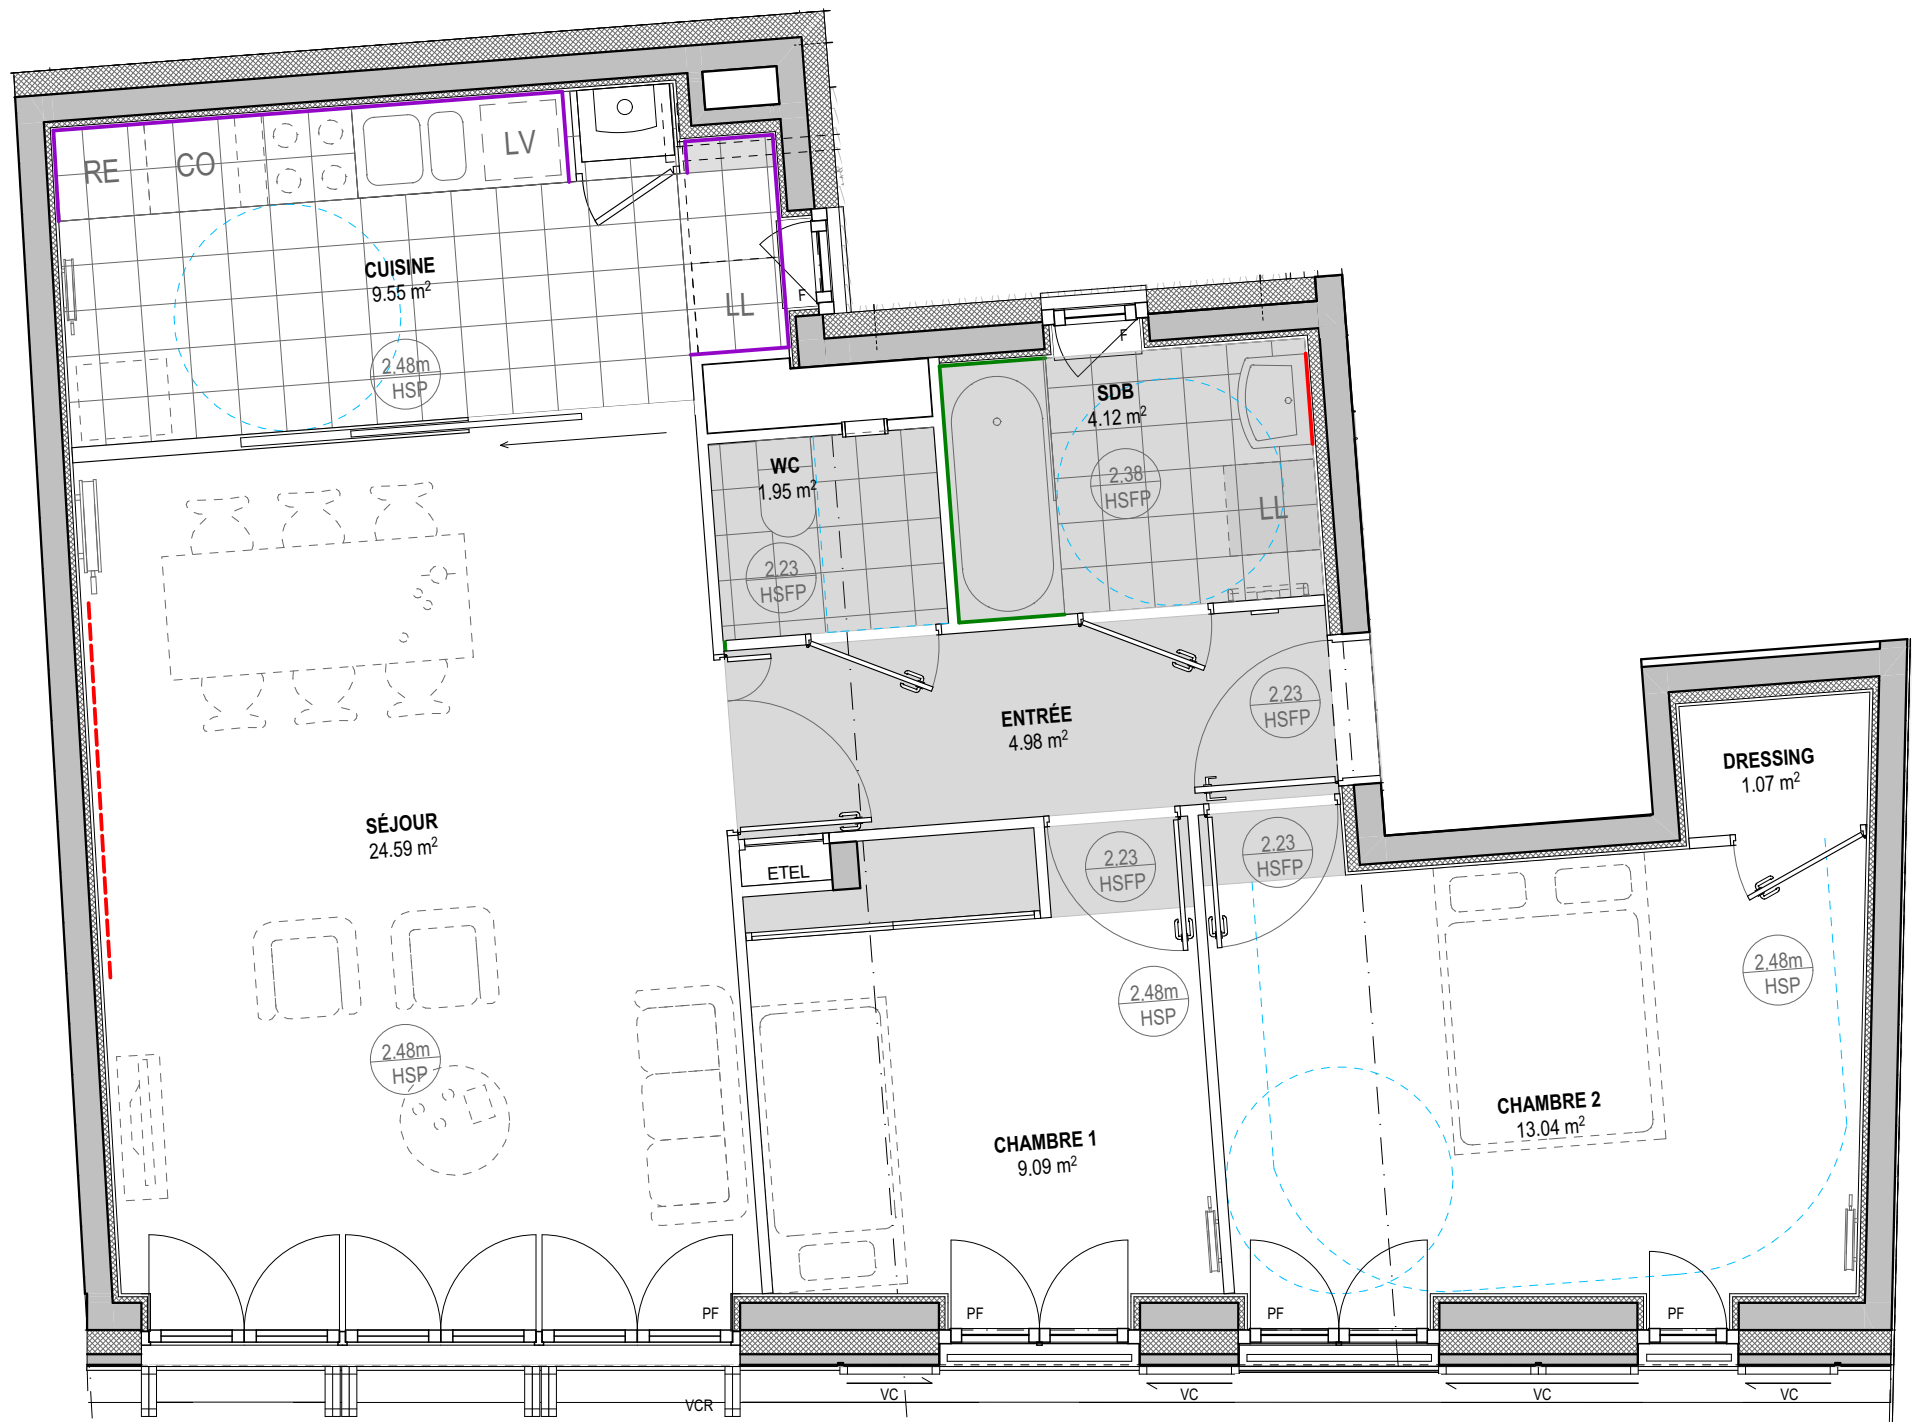 RE
CO
LV
CUISINE
9.55 m²
F
LL
2.48m
HSP
F
SDB
4.12 m²
WC
1.95 m²
2.38
HSFP
LL
2.23
HSFP
ENTRÉE
4.98 m²
2.23
HSFP
DRESSING
1.07 m²
SÉJOUR
24.59 m²
ETEL
2.23
HSFP
2.23
HSFP
2.48m
HSP
2.48m
HSP
2.48m
HSP
CHAMBRE 1
9.09 m²
CHAMBRE 2
13.04 m²
PF
PF
PF
PF
VCR
VC
VC
VC
VC